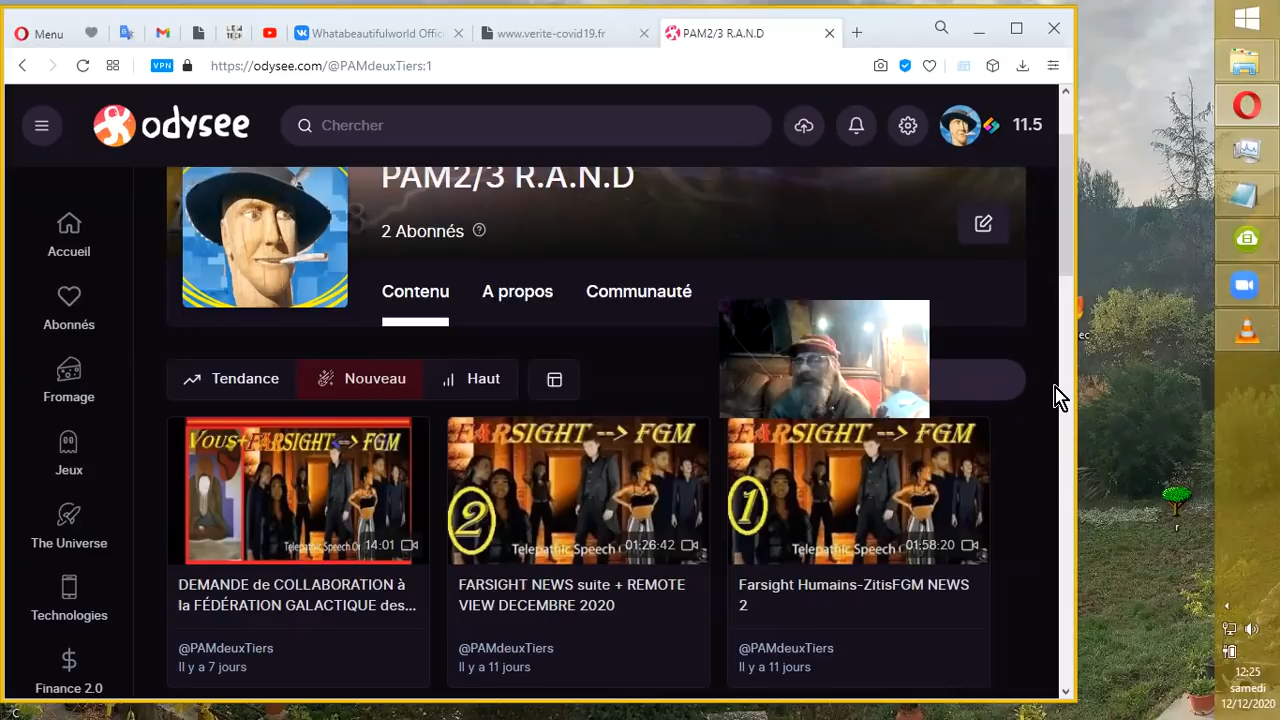 Menu
Whatabeautifulworld Offic
www.verite-covid19.fr
PAM2/3 R.A.N.D
VPN
https://odysee.com/@PAMdeuxTiers:1
odysee
Chercher
11.5
PAM2/3 R.A.N.D
2 Abonnés
Contenu
A propos
Communauté
Accueil
Abonnés
Fromage
Jeux
The Universe
Technologies
Finance 2.0
Tendance
Nouveau
Haut
VOUS+FARSIGHT --> FGM
Telepathic Speech On
14:01
FARSIGHT --> FGM
2
Telepathic Speech
01:26:42
FARSIGHT --> FGM
1
Telepathic Speech
01:58:20
DEMANDE de COLLABORATION à
la FÉDÉRATION GALACTIQUE des...
@PAMdeuxTiers
Il y a 7 jours
FARSIGHT NEWS suite + REMOTE
VIEW DECEMBRE 2020
@PAMdeuxTiers
Il y a 11 jours
Farsight Humains-ZitisFGM NEWS
2
@PAMdeuxTiers
Il y a 11 jours
ec
r
C
12:25
samedi
12/12/2020